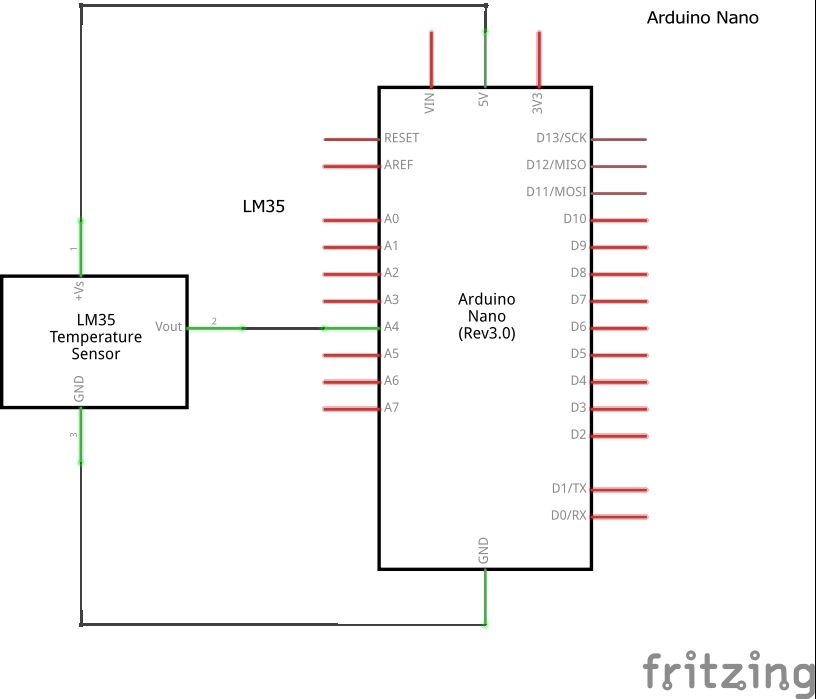 Arduino Nano
VIN
5V
3V3
RESET
AREF
D13/SCK
D12/MISO
D11/MOSI
LM35
A0
A1
A2
A3
A4
A5
A6
A7
D10
D9
D8
D7
D6
D5
D4
D3
D2
D1/TX
D0/RX
Arduino
Nano
(Rev3.0)
1
+Vs
LM35
Temperature
Sensor
Vout
2
GND
3
GND
fritzing